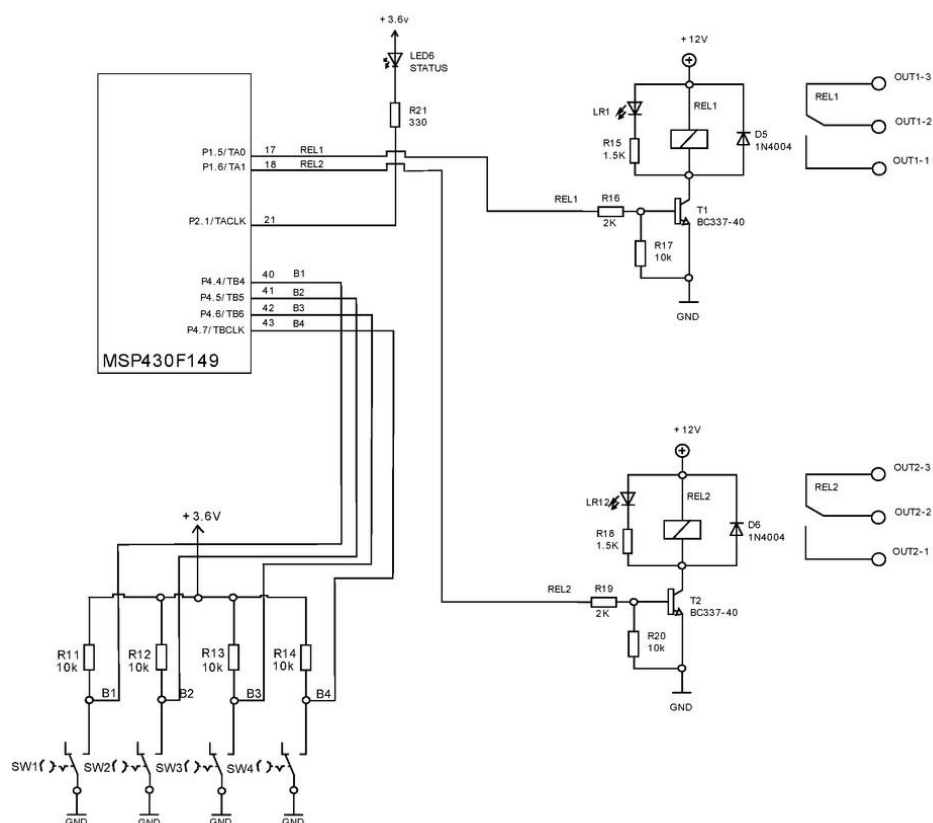 +3.6v
LED6
STATUS
R21
330
P1.5/TA0
17
REL1
P1.6/TA1
18
REL2
P2.1/TACLK
21
P4.4/TB4
40
B1
P4.5/TB5
41
B2
P4.6/TB6
42
B3
P4.7/TBCLK
43
B4
MSP430F149
+12V
LR1
REL1
R15
1.5K
D5
1N4004
REL1
R16
2K
T1
BC337-40
R17
10k
GND
OUT1-3
REL1
OUT1-2
OUT1-1
+12V
LR12
REL2
R18
1.5K
D6
1N4004
REL2
R19
2K
T2
BC337-40
R20
10k
GND
OUT2-3
REL2
OUT2-2
OUT2-1
+3.6V
R11
10k
R12
10k
R13
10k
R14
10k
B1
B2
B3
B4
SW1
SW2
SW3
SW4
GND
GND
GND
GND